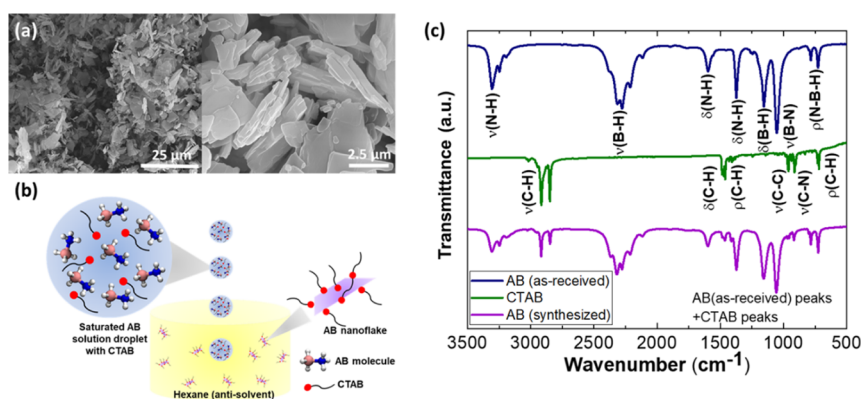 (a)
25 μm
2.5 μm
(b)
Saturated AB
solution droplet
with CTAB
AB nanoflake
AB molecule
CTAB
Hexane (anti-solvent)
(c)
Transmittance (a.u.)
ν(N-H)
ν(B-H)
δ(N-H)
δ(N-H)
δ(B-H)
ν(B-N)
ρ(N-B-H)
ν(C-H)
δ(C-H)
ρ(C-H)
ν(C-C)
ν(C-N)
ρ(C-H)
AB (as-received)
CTAB
AB (synthesized)
AB(as-received) peaks
+CTAB peaks
3500 3000 2500 2000 1500 1000 500
Wavenumber (cm-1)